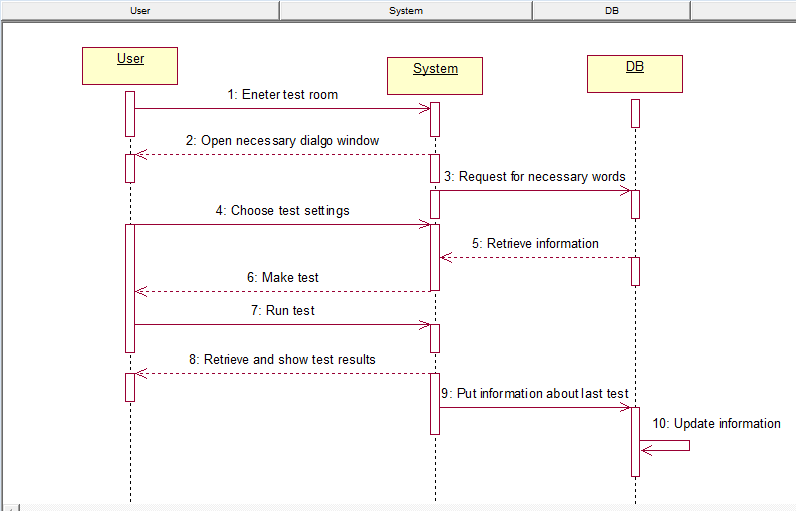 User
System
DB
User
System
DB
1: Eneter test room
2: Open necessary dialgo window
3: Request for necessary words
4: Choose test settings
5: Retrieve information
6: Make test
7: Run test
8: Retrieve and show test results
9: Put information about last test
10: Update information